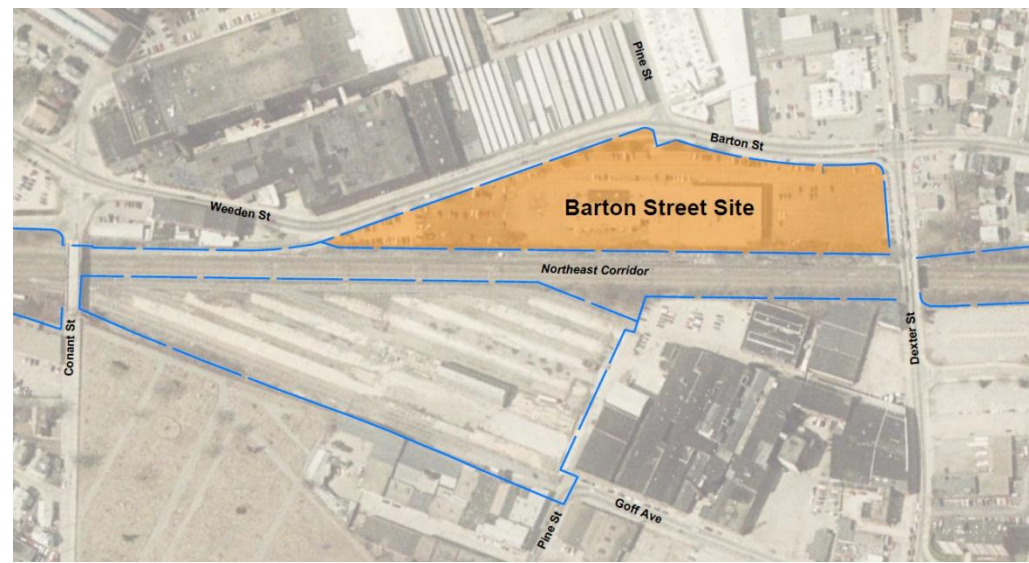 Pine St
Barton St
Weeden St
Barton Street Site
Northeast Corridor
Conant St
Dexter St
Goff Ave
Pine St